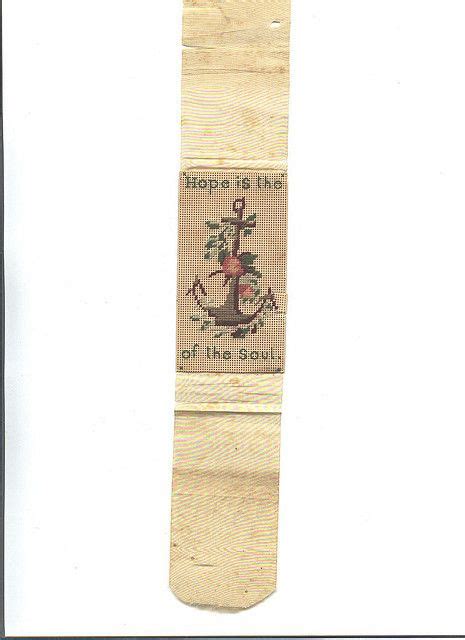 Hope is the
of the Soul.